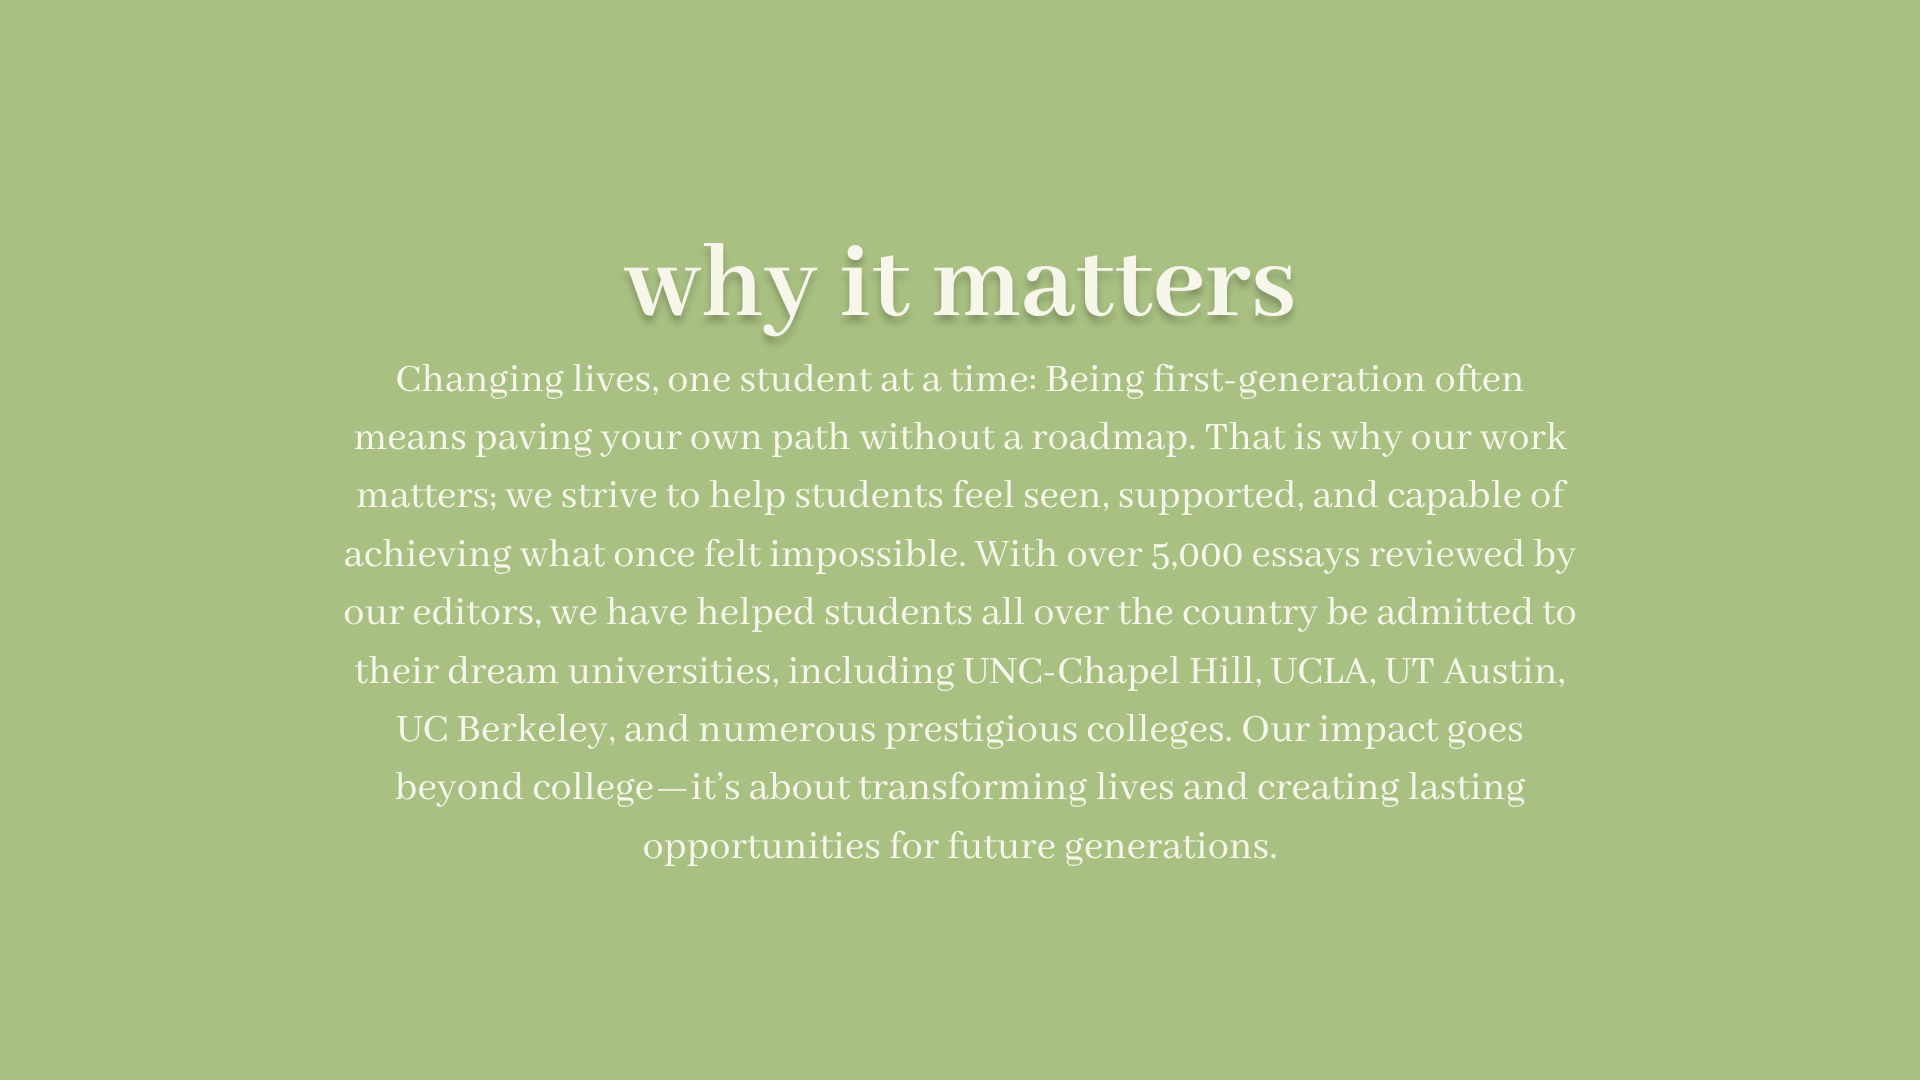 why it matters
Changing lives, one student at a time: Being first-generation often
means paving your own path without a roadmap. That is why our work
matters; we strive to help students feel seen, supported, and capable of
achieving what once felt impossible. With over 5,000 essays reviewed by
our editors, we have helped students all over the country be admitted to
their dream universities, including UNC-Chapel Hill, UCLA, UT Austin,
UC Berkeley, and numerous prestigious colleges. Our impact goes
beyond college—it’s about transforming lives and creating lasting
opportunities for future generations.